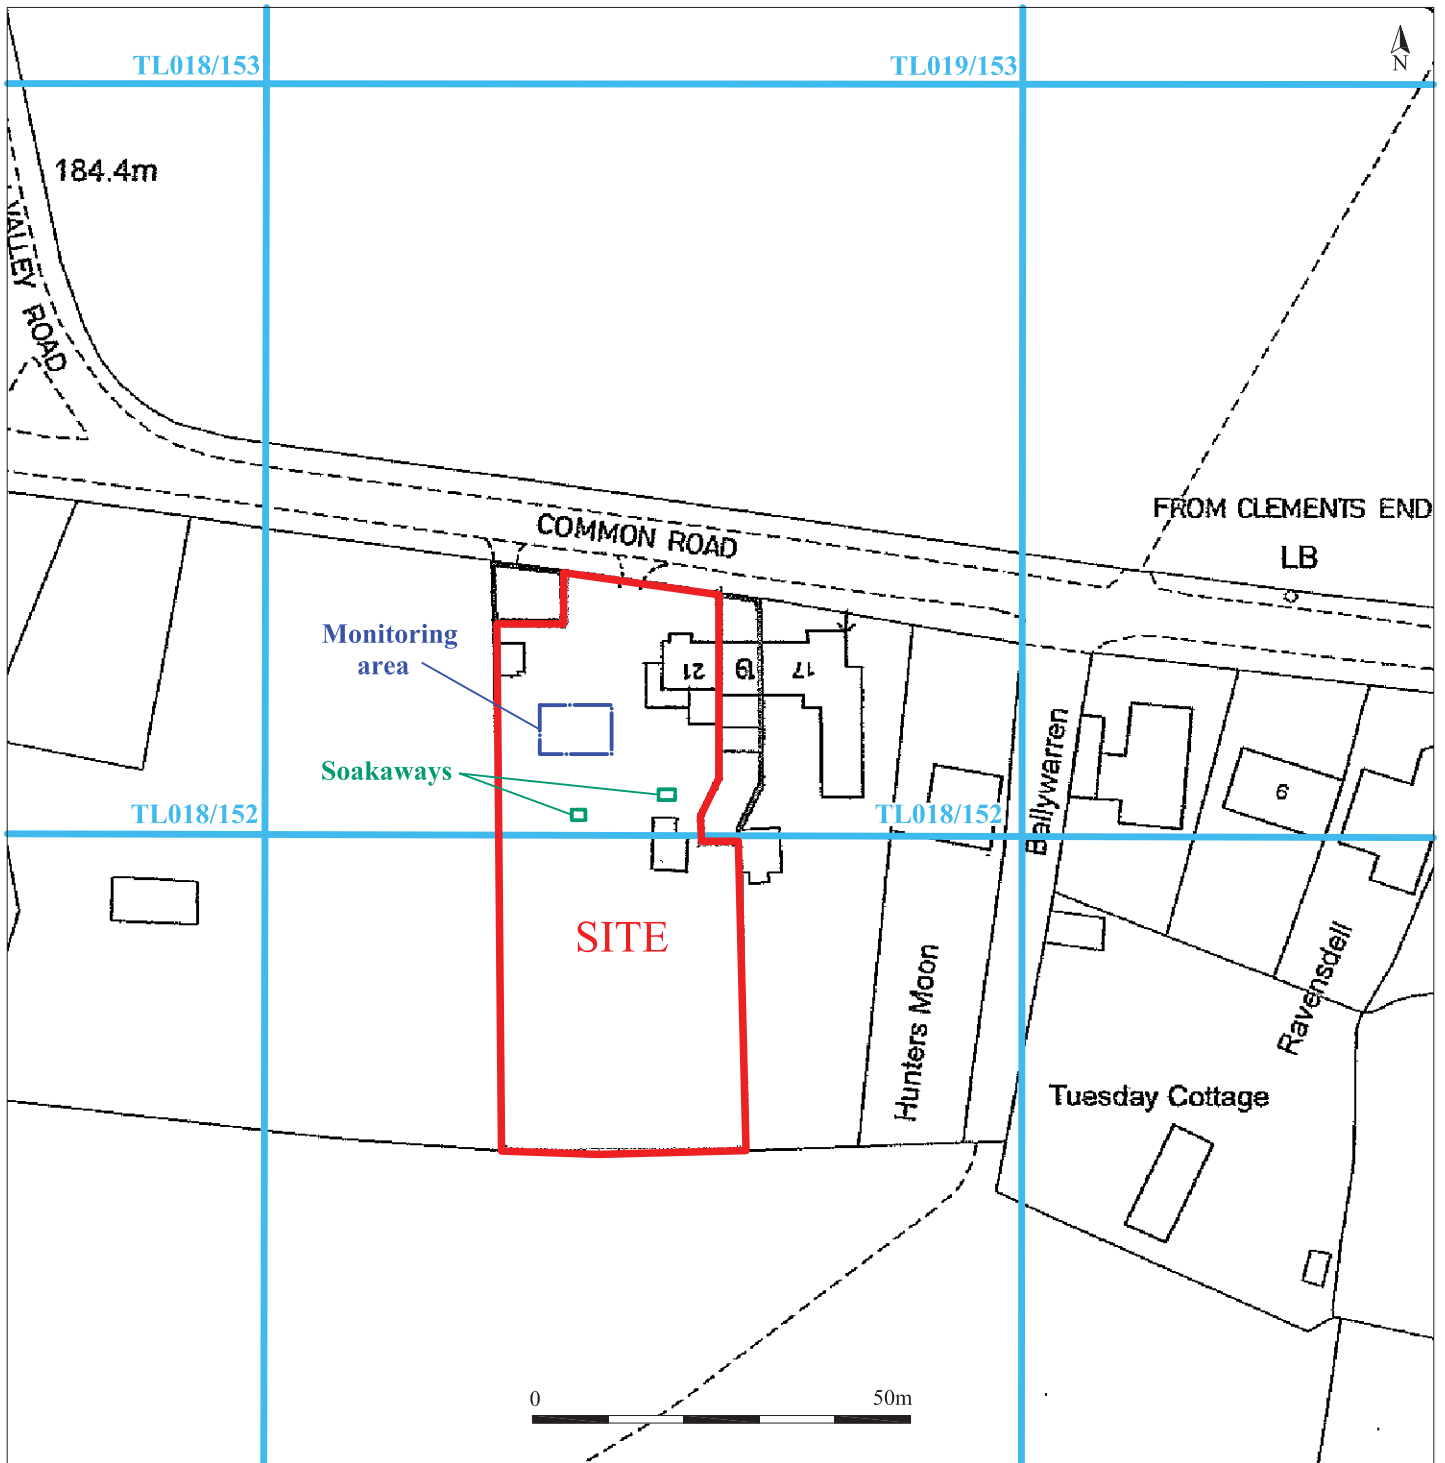 TL018/153
TL019/153
N
184.4m
VALLEY ROAD
COMMON ROAD
FROM CLEMENTS END
LB
Monitoring
area
21
19
17
Soakaways
TL018/152
TL018/152
Ballywarren
9
SITE
Hunters Moon
Ravensdell
Tuesday Cottage
0
50m